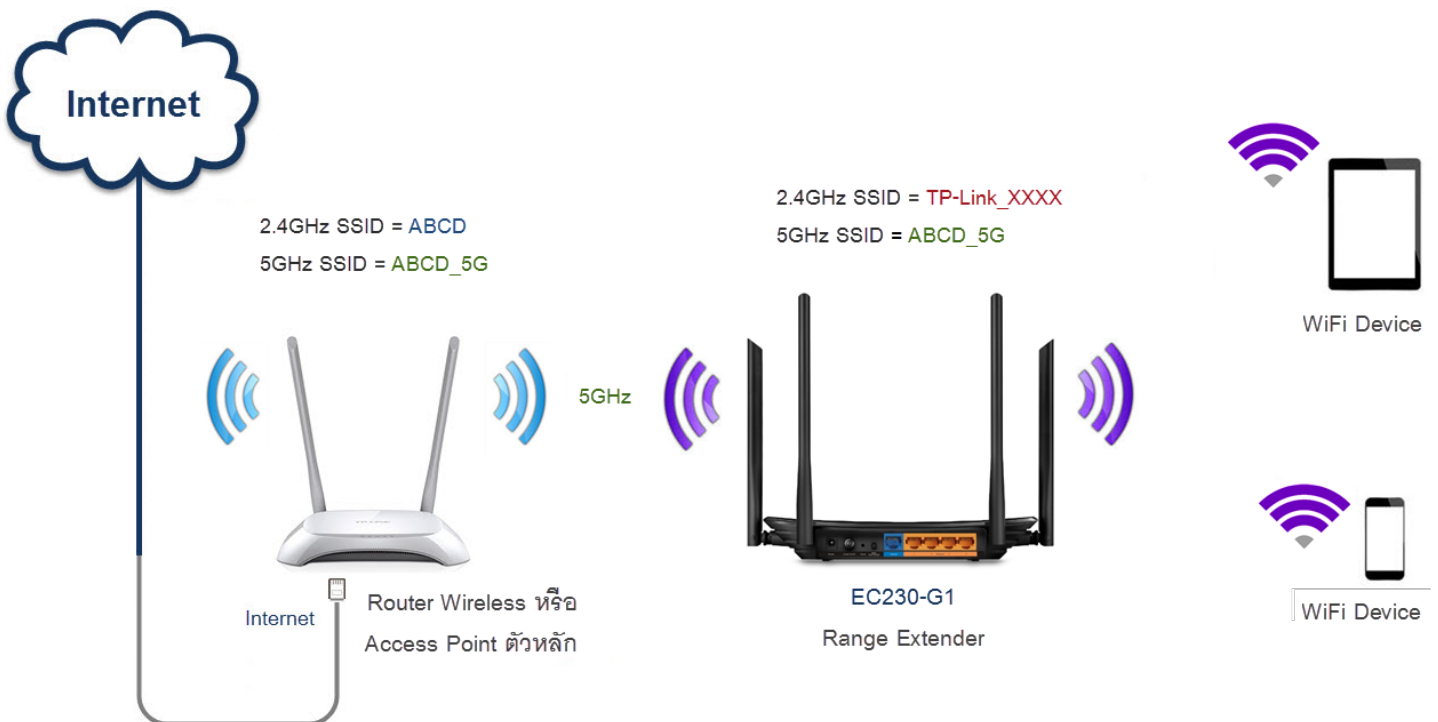 Internet
2.4GHz SSID = ABCD
5GHz SSID = ABCD_5G
2.4GHz SSID = TP-Link_XXXX
5GHz SSID = ABCD_5G
WiFi Device
5GHz
TP-LINK
Internet
Router Wireless หรือ
Access Point ตัวหลัก
EC230-G1
Range Extender
WiFi Device